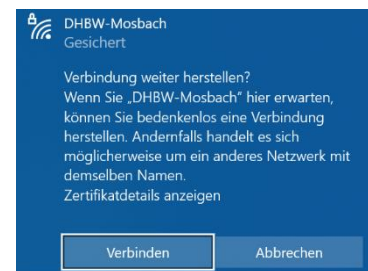 DHBW-Mosbach
Gesichert
Verbindung weiter herstellen?
Wenn Sie „DHBW-Mosbach" hier erwarten,
können Sie bedenkenlos eine Verbindung
herstellen. Andernfalls handelt es sich
möglicherweise um ein anderes Netzwerk mit
demselben Namen.
Zertifikatdetails anzeigen
Verbinden
Abbrechen